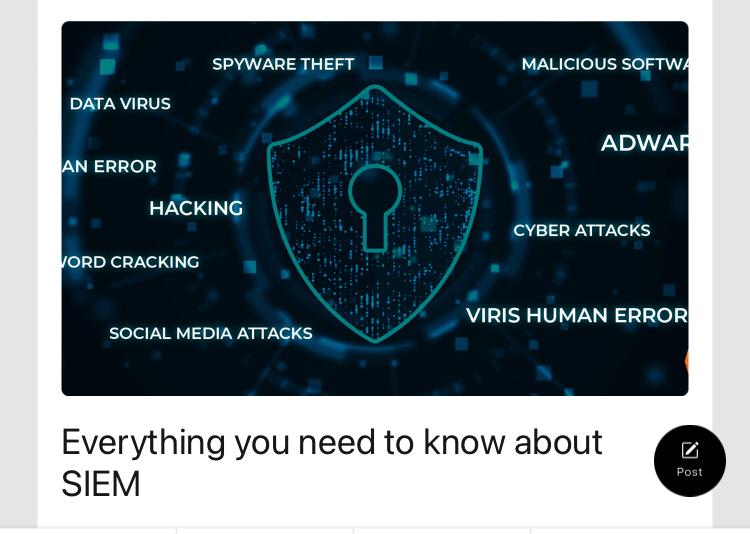 SPYWARE THEFT
MALICIOUS SOFTWA
DATA VIRUS
ADWAR
AN ERROR
HACKING
CYBER ATTACKS
WORD CRACKING
VIRIS HUMAN ERROR
SOCIAL MEDIA ATTACKS
Everything you need to know about
SIEM
Post